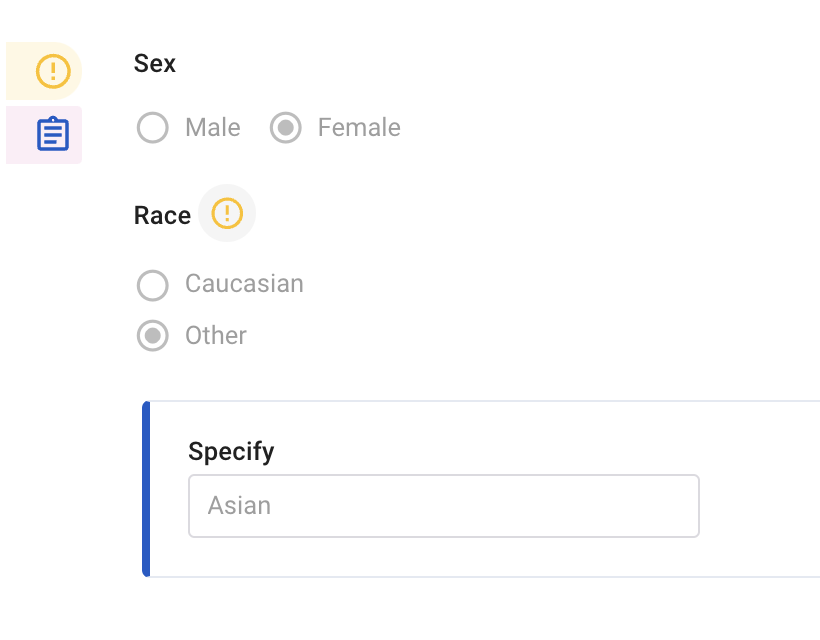 Sex
Male Female
Race
Caucasian
Other
Specify
Asian